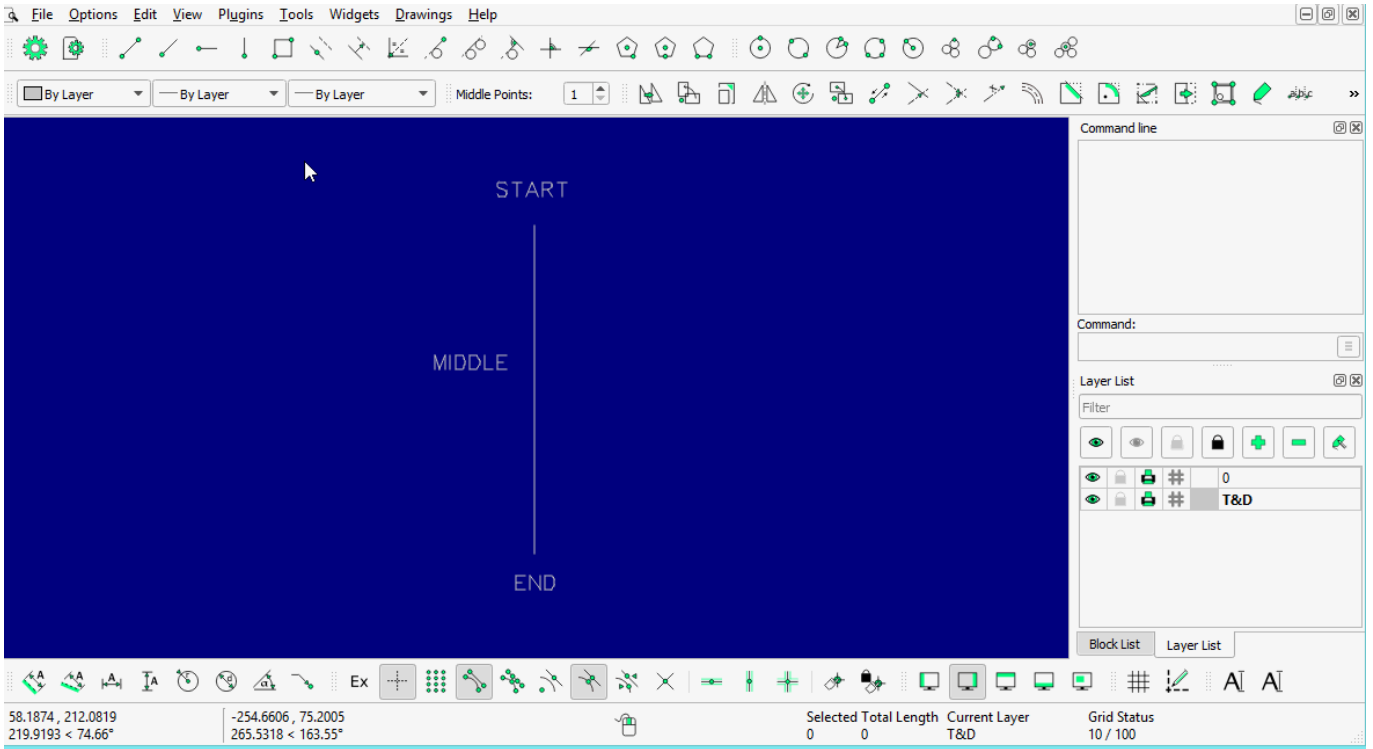 File Options Edit View Plugins Tools Widgets Drawings Help
By Layer By Layer By Layer Middle Points: 1
Command line
START
MIDDLE
END
Command:
Layer List
Filter
0
T&D
Block List Layer List
Ex
58.1874 , 212.0819 -254.6606 , 75.2005 Selected Total Length Current Layer Grid Status
219.9193 < 74.66° 265.5318 < 163.55° 0 0 T&D 10 / 100